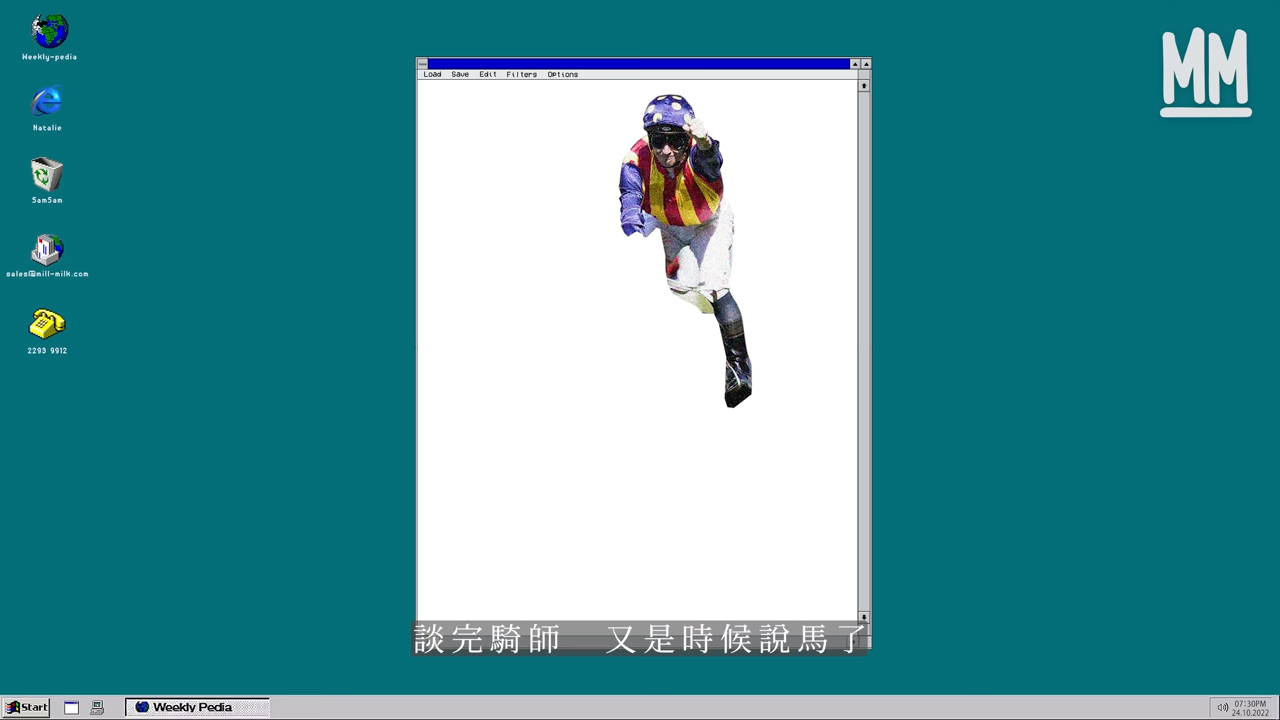 Weekly-pedia
Natalie
SamSam
sales@mill-milk.com
2293 9912
Load Save Edit Filters Options
MM
談完騎師 又是時候說馬了
Start
Weekly Pedia
07:30PM
24.10.2022